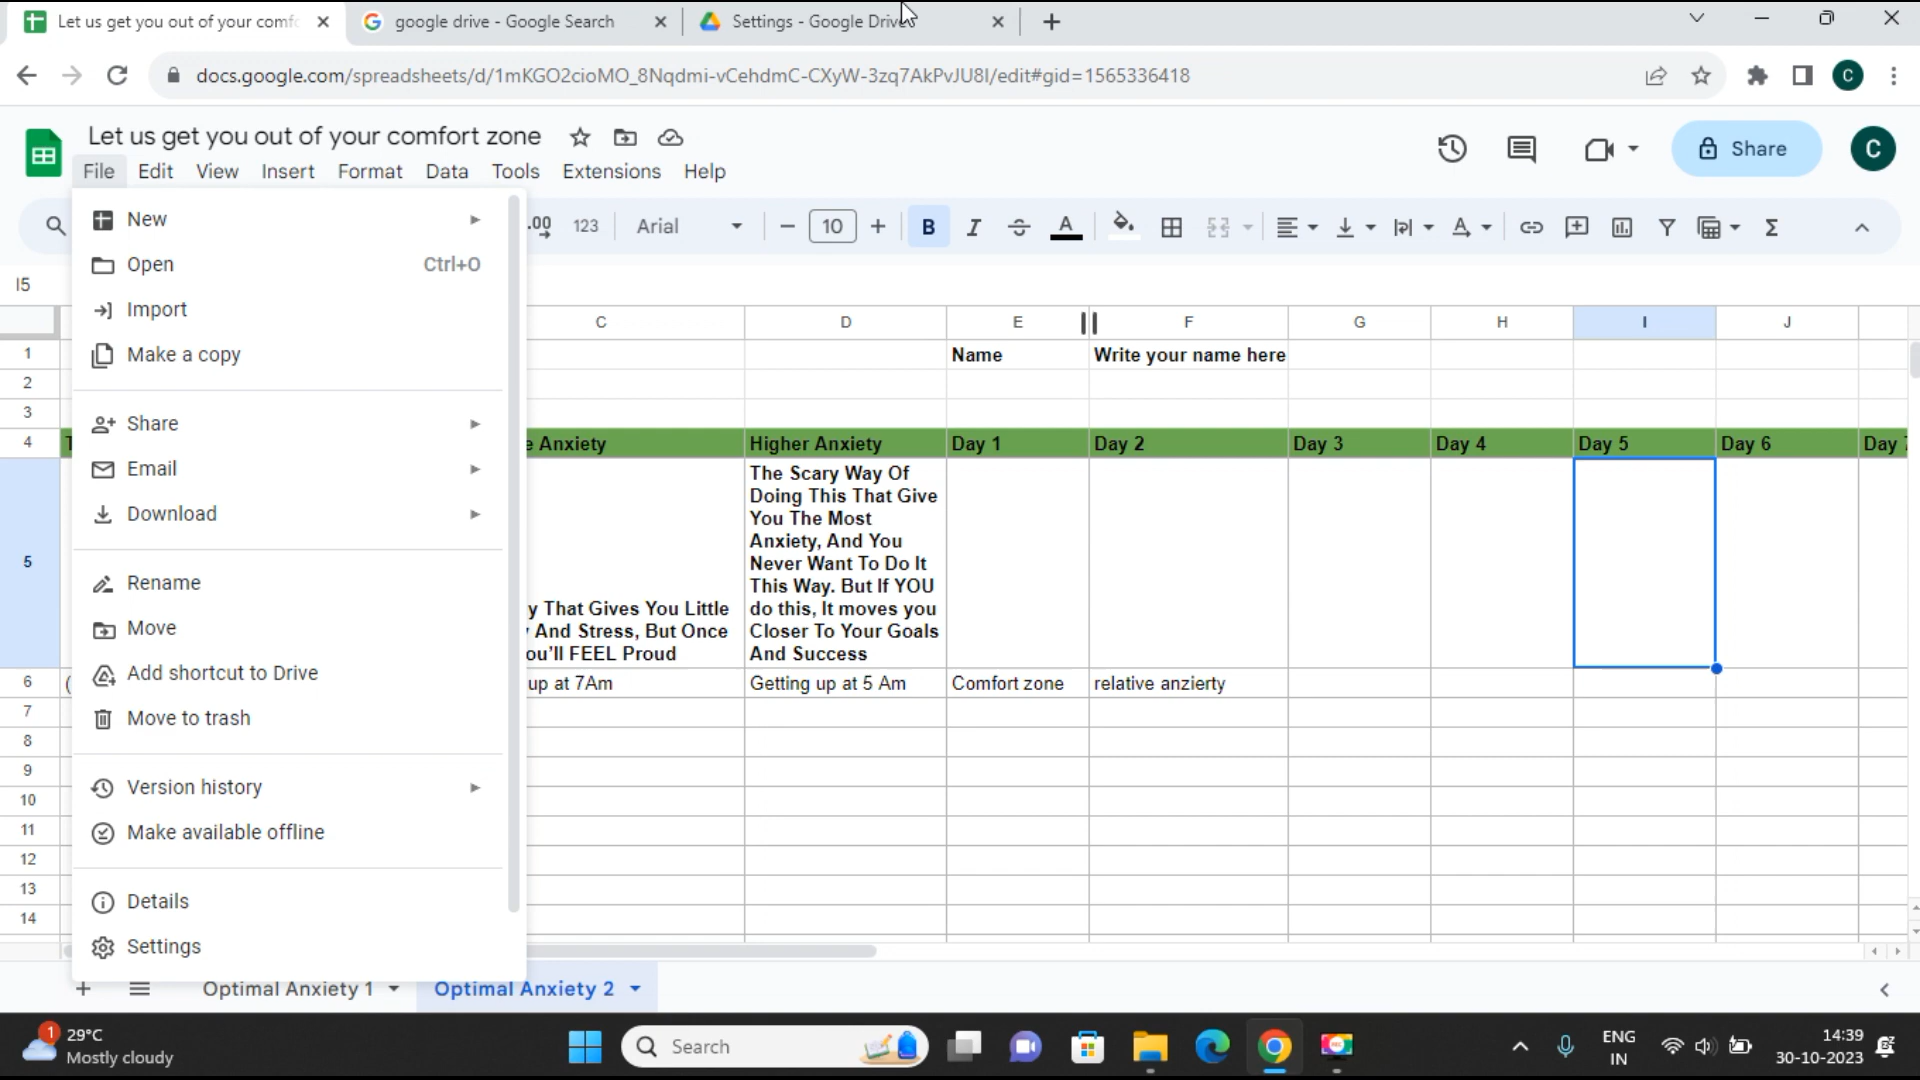 Let us get you out of your comf
google drive - Google Search
Settings - Google Drive
docs.google.com/spreadsheets/d/1mKGO2cioMO_8Nqdmi-vCehdmC-CXyW-3zq7AkPvJU8I/edit#gid=1565336418
C
Let us get you out of your comfort zone
Share
C
File Edit View Insert Format Data Tools Extensions Help
.00 123 Arial 10 B I S A
I5
New
Open Ctrl+O
Import
Make a copy
Share
Email
Download
Rename
Move
Add shortcut to Drive
Move to trash
Version history
Make available offline
Details
Settings
C D E F G H I J
1 Name Write your name here
2
3
4 Anxiety Higher Anxiety Day 1 Day 2 Day 3 Day 4 Day 5 Day 6 Day
The Scary Way Of
Doing This That Give
You The Most
Anxiety, And You
Never Want To Do It
5
This Way. But If YOU
y That Gives You Little do this, It moves you
And Stress, But Once Closer To Your Goals
ou'll FEEL Proud And Success
6 ( up at 7Am Getting up at 5 Am Comfort zone relative anzierty
7
8
9
10
11
12
13
14
Optimal Anxiety 1 Optimal Anxiety 2
1
29°C
Mostly cloudy
Search
ENG
IN
14:39
30-10-2023